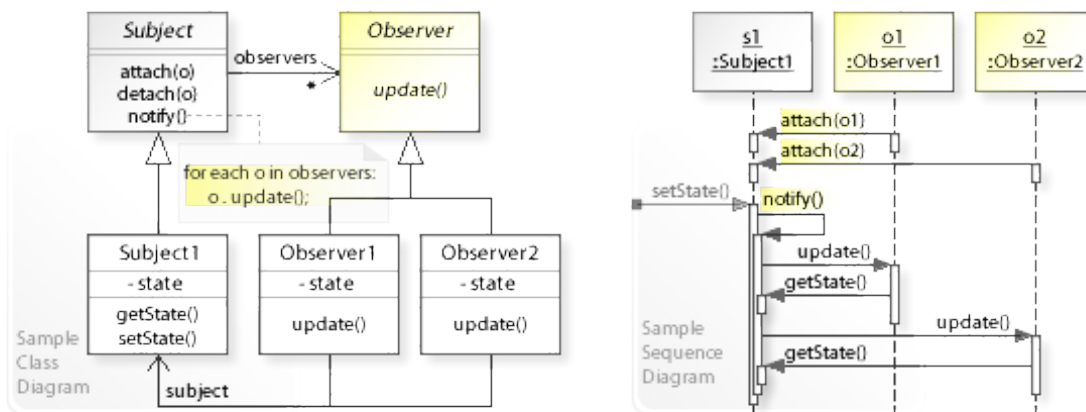 Subject
attach(o)
detach(o)
notify()
observers
*
Observer
update()
for each o in observers:
o . update();
Subject1
- state
getState()
setState()
Observer1
- state
update()
Observer2
- state
update()
subject
Sample
Class
Diagram
s1
:Subject1
o1
:Observer1
o2
:Observer2
attach(o1)
attach(o2)
setState()
notify()
update()
getState()
update()
getState()
Sample
Sequence
Diagram